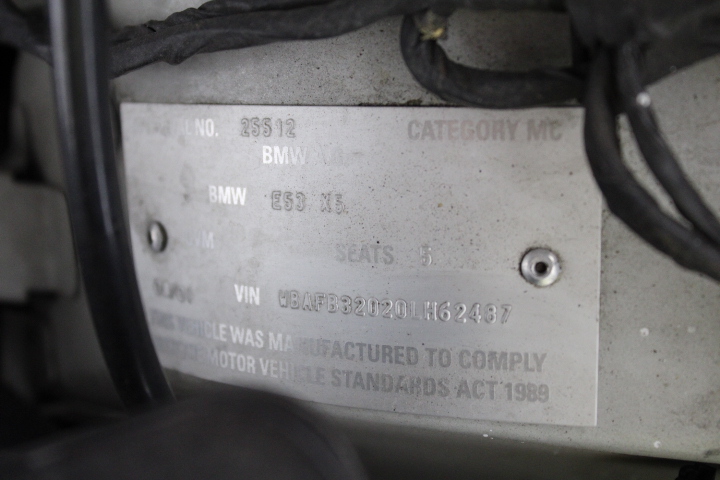 NO. 25512 CATEGORY MC
BMW
BMW E53 X5
SEATS 5
VIN WBAFB32020LH62437
VEHICLE WAS MANUFACTURED TO COMPLY
MOTOR VEHICLE STANDARDS ACT 1989